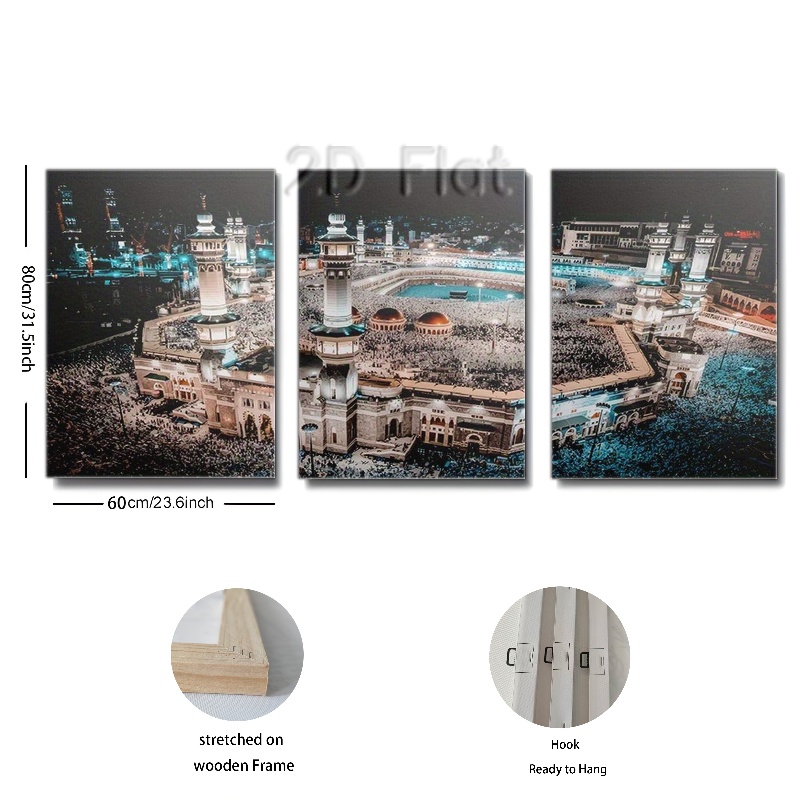 2D Flat
80cm/31.5inch
60cm/23.6inch
stretched on
wooden Frame
Hook
Ready to Hang